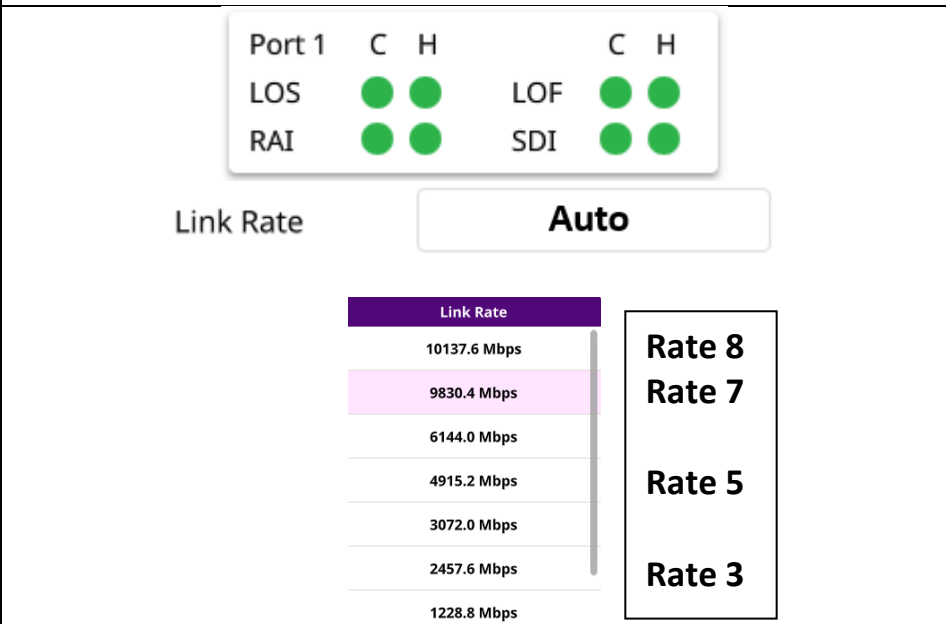 Port 1 C H C H
LOS LOF
RAI SDI
Link Rate Auto
Link Rate
10137.6 Mbps Rate 8
9830.4 Mbps Rate 7
6144.0 Mbps
4915.2 Mbps Rate 5
3072.0 Mbps
2457.6 Mbps Rate 3
1228.8 Mbps